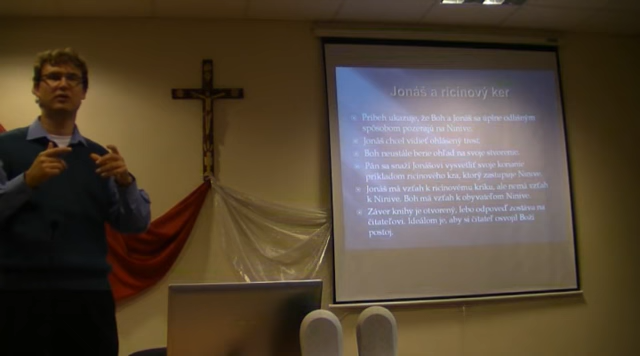 Jonáš a ricínový ker
Príbeh ukazuje, že Boh a Jonáš sa úplne odlišným
spôsobom pozerajú na Ninive.
Jonáš chcel vidieť ohlásený trest.
Boh neustále berie ohľad na svoje stvorenie.
Pán sa snaží Jonášovi vysvetliť svoje konanie
príkladom ricínového kra, ktorý zastupuje Ninive.
Jonáš má vzťah k ricínovému kríku, ale nemá vzťah
k Ninive. Boh má vzťah k obyvateľom Ninive.
Záver knihy je otvorený, lebo odpoveď zostáva na
čitateľovi. Ideálom je, aby si čitateľ osvojil Boží
postoj.